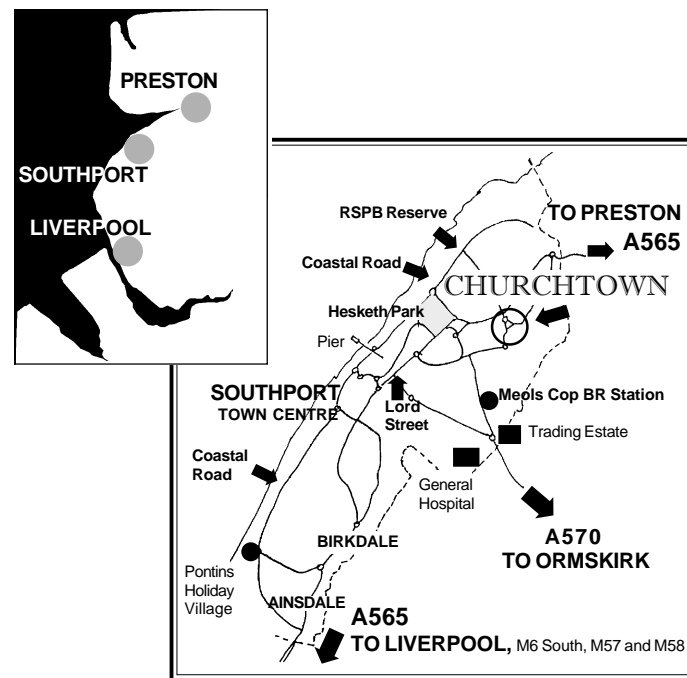 PRESTON
SOUTHPORT
LIVERPOOL
RSPB Reserve
TO PRESTON
A565
Coastal Road
CHURCHTOWN
Hesketh Park
Pier
SOUTHPORT
TOWN CENTRE
Lord
Street
Meols Cop BR Station
Trading Estate
Coastal
Road
General
Hospital
A570
TO ORMSKIRK
BIRKDALE
Pontins
Holiday
Village
AINSDALE
A565
TO LIVERPOOL, M6 South, M57 and M58